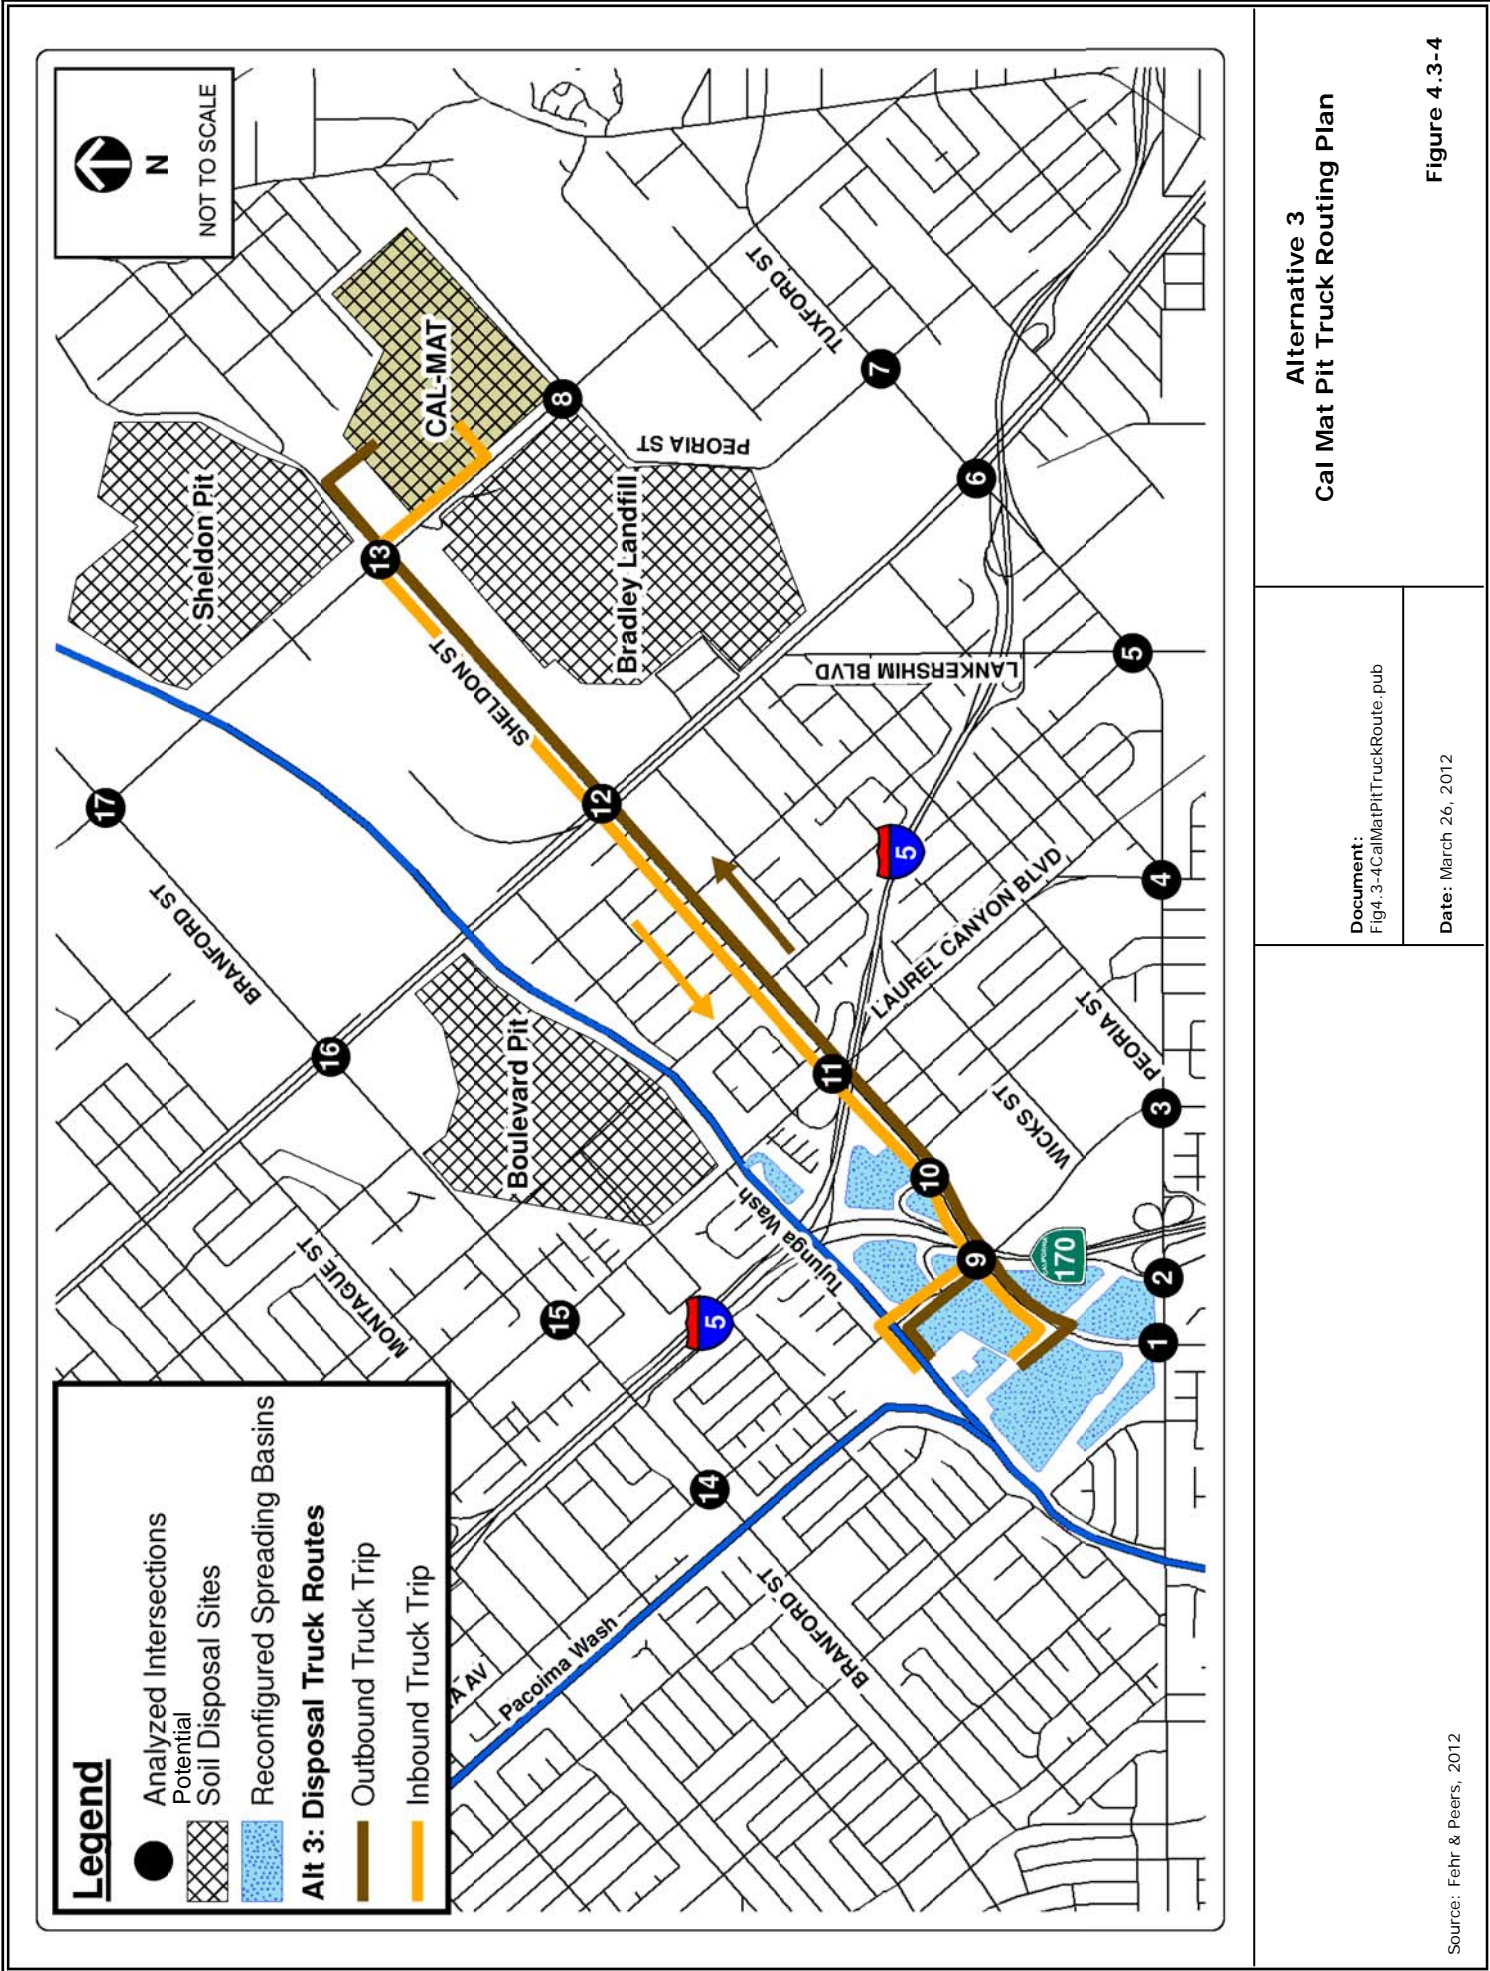 Legend
Analyzed Intersections
Potential
Soil Disposal Sites
Reconfigured Spreading Basins
Alt 3: Disposal Truck Routes
Outbound Truck Trip
Inbound Truck Trip
N
NOT TO SCALE
Sheldon Pit
CAL-MAT
Bradley Landfill
Boulevard Pit
SHELDON ST
BRANFORD ST
MONTAGUE ST
TUXFORD ST
PEORIA ST
LANKERSHIM BLVD
LAUREL CANYON BLVD
WICKS ST
PEORIA ST
BRANFORD ST
Tujunga Wash
Pacoima Wash
A AV
5
5
CALIFORNIA
170
1
2
3
4
5
6
7
8
9
10
11
12
13
14
15
16
17
Source: Fehr & Peers, 2012
Document:
Fig4.3-4CalMatPitTruckRoute.pub
Date: March 26, 2012
Alternative 3
Cal Mat Pit Truck Routing Plan
Figure 4.3-4